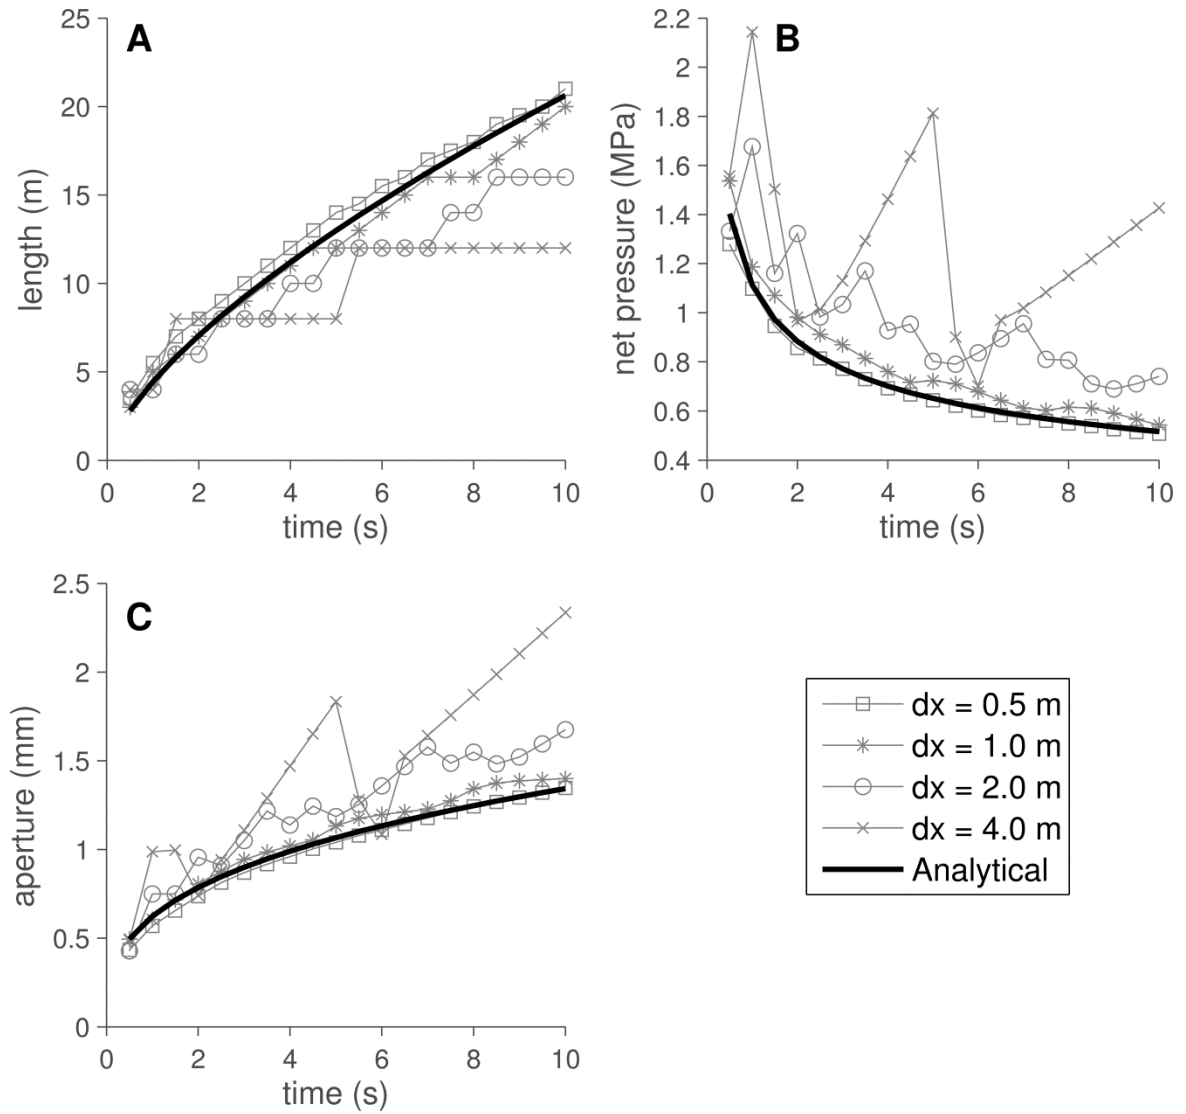 A
25
20
15
10
5
0
length (m)
0 2 4 6 8 10
time (s)
B
2.2
2
1.8
1.6
1.4
1.2
1
0.8
0.6
0.4
net pressure (MPa)
0 2 4 6 8 10
time (s)
C
2.5
2
1.5
1
0.5
0
aperture (mm)
0 2 4 6 8 10
time (s)
dx = 0.5 m
dx = 1.0 m
dx = 2.0 m
dx = 4.0 m
Analytical